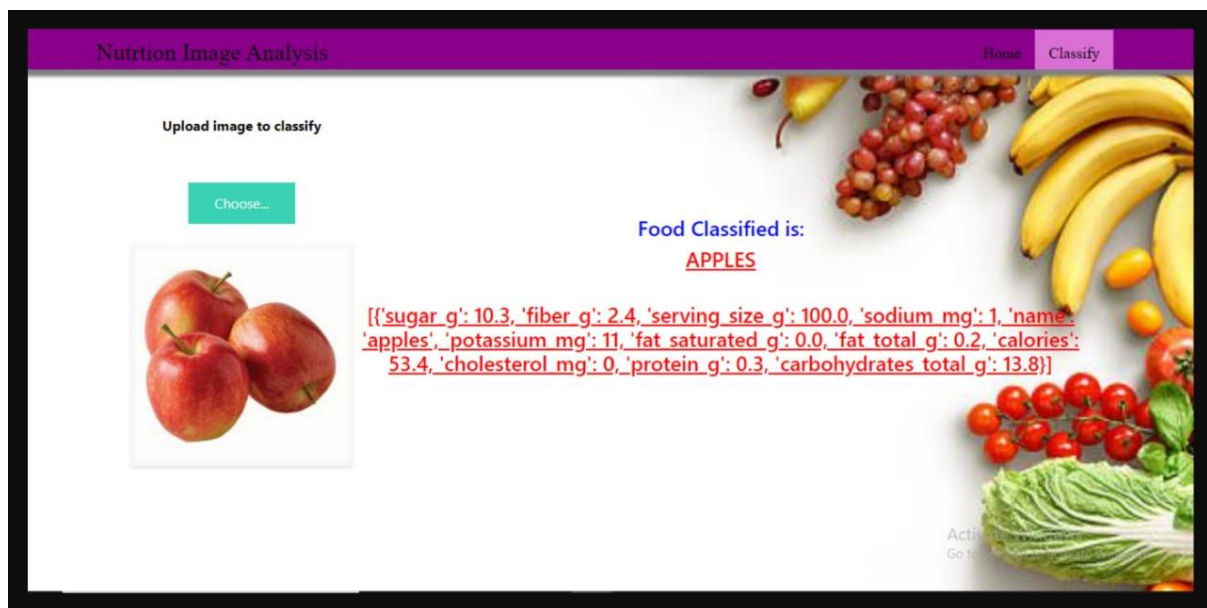 Nutrtion Image Analysis
Home
Classify
Upload image to classify
Choose...
Food Classified is:
APPLES
[{'sugar_g': 10.3, 'fiber_g': 2.4, 'serving_size_g': 100.0, 'sodium_mg': 1, 'name':
'apples', 'potassium_mg': 11, 'fat_saturated_g': 0.0, 'fat_total_g': 0.2, 'calories':
53.4, 'cholesterol_mg': 0, 'protein_g': 0.3, 'carbohydrates_total_g': 13.8}]
Go to